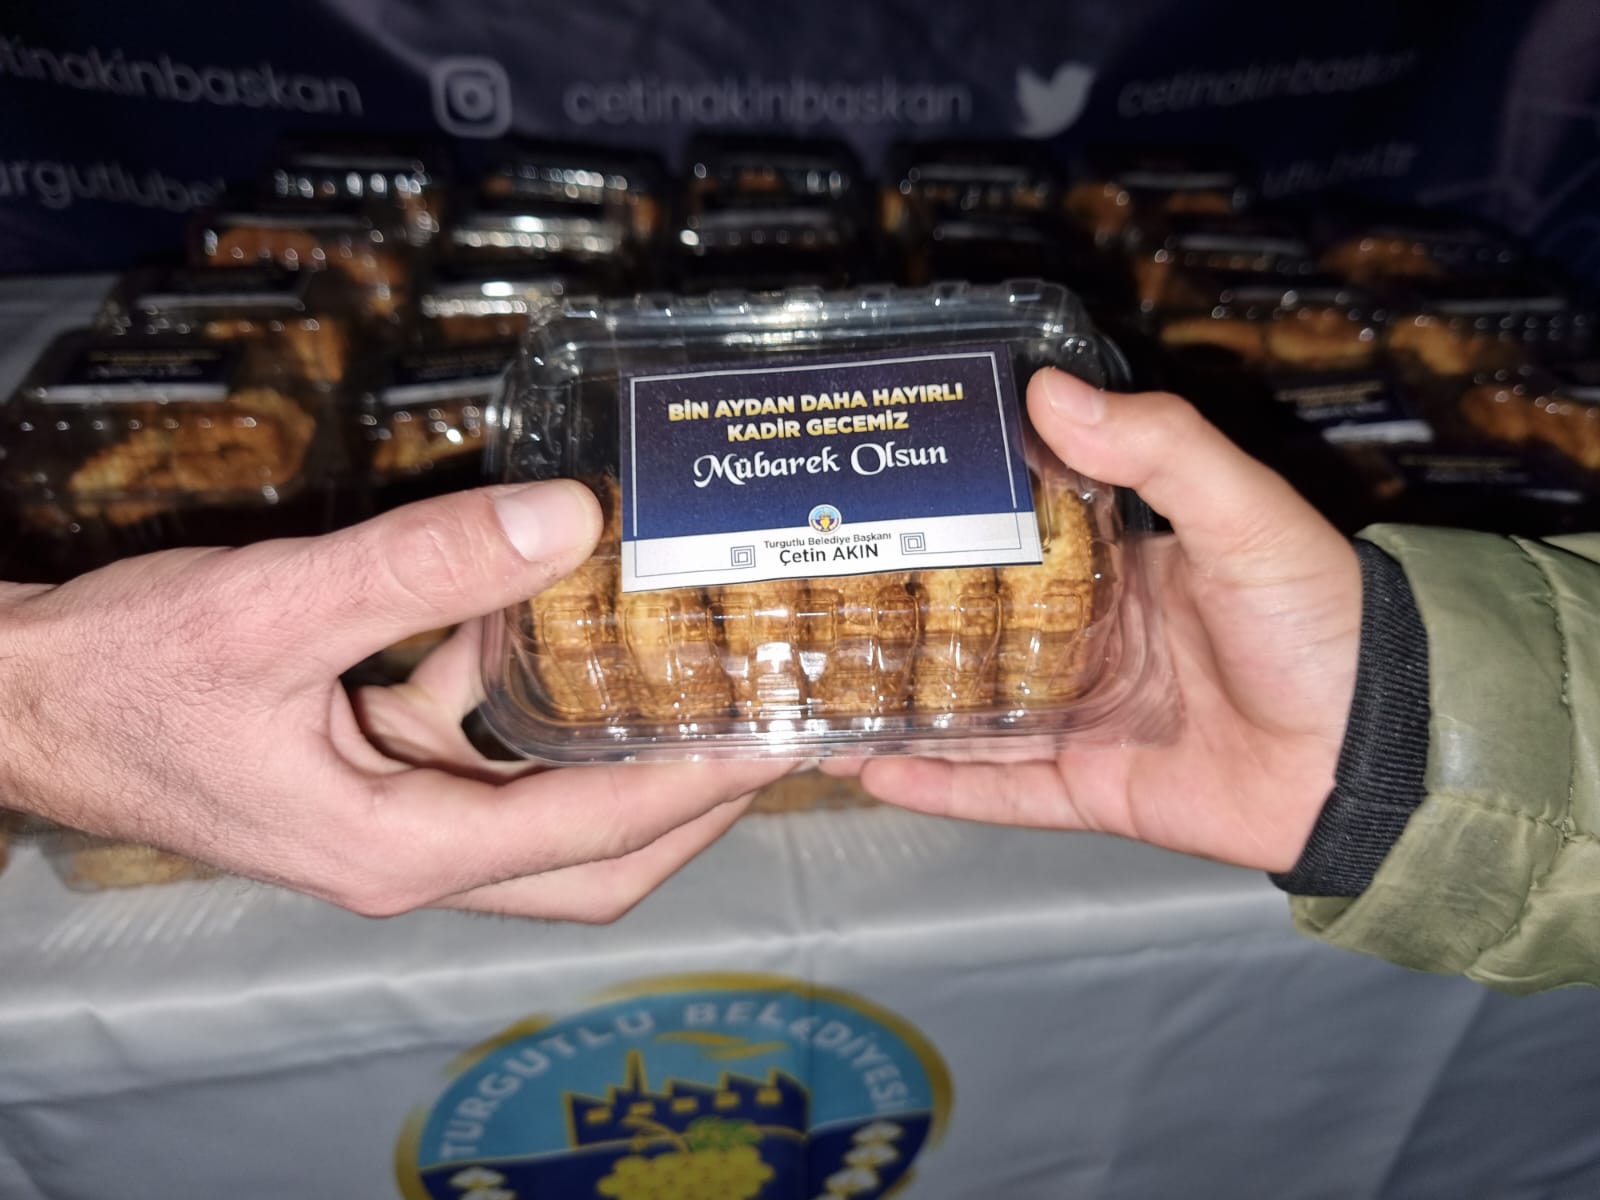 cetinakinbaskan
cetinakinbaskan
cetinakinbaskan
BİN AYDAN DAHA HAYIRLI
KADİR GECEMİZ
Mübarek Olsun
Turgutlu Belediye Başkanı
Çetin AKIN
TURGUTLU BELEDİYESİ